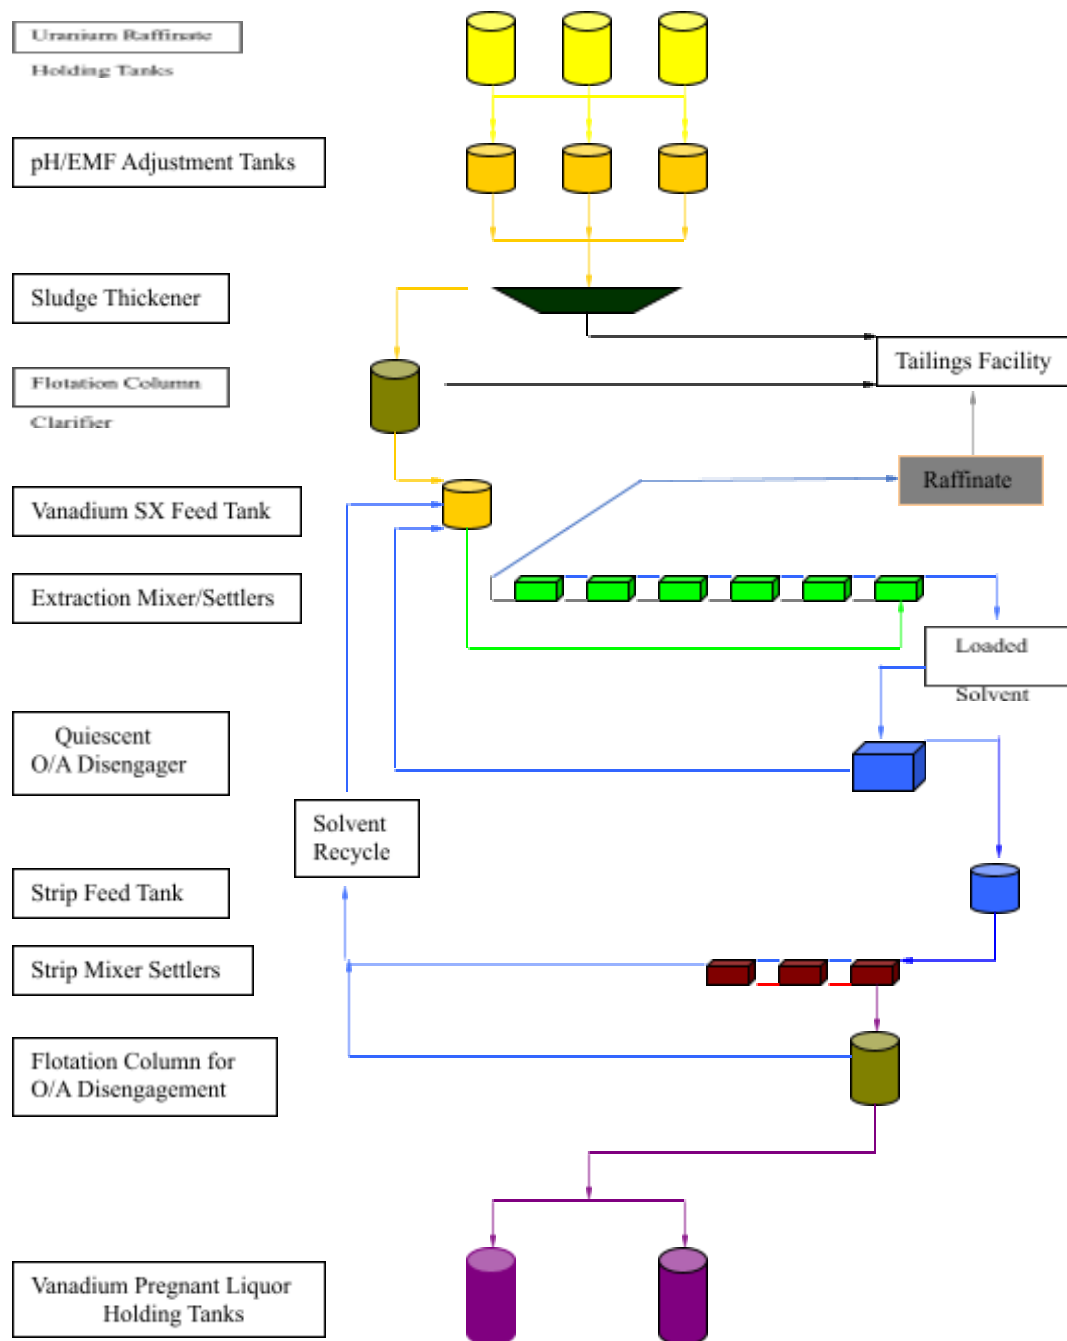 Uranium Raffinate
Holding Tanks
pH/EMF Adjustment Tanks
Sludge Thickener
Tailings Facility
Flotation Column
Clarifier
Raffinate
Vanadium SX Feed Tank
Extraction Mixer/Settlers
Loaded
Solvent
Quiescent
O/A Disengager
Solvent
Recycle
Strip Feed Tank
Strip Mixer Settlers
Flotation Column for
O/A Disengagement
Vanadium Pregnant Liquor
Holding Tanks